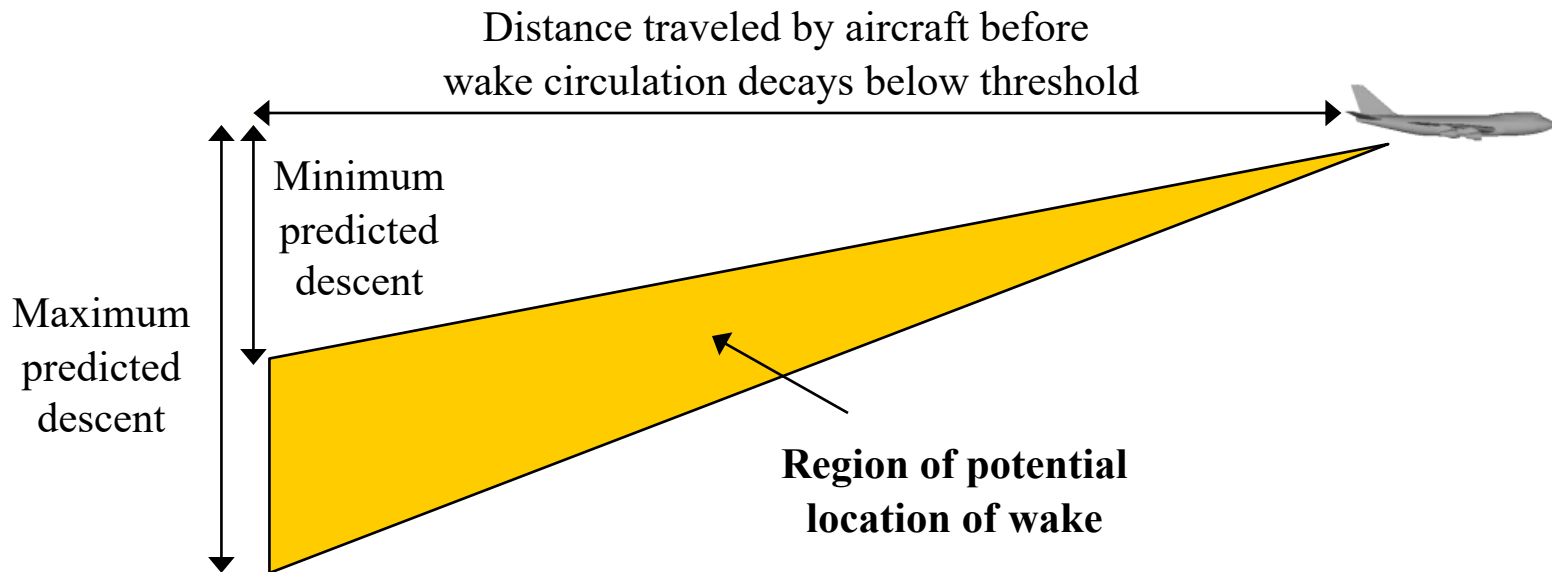 Distance traveled by aircraft before
wake circulation decays below threshold
Minimum
predicted
descent
Maximum
predicted
descent
Region of potential
location of wake